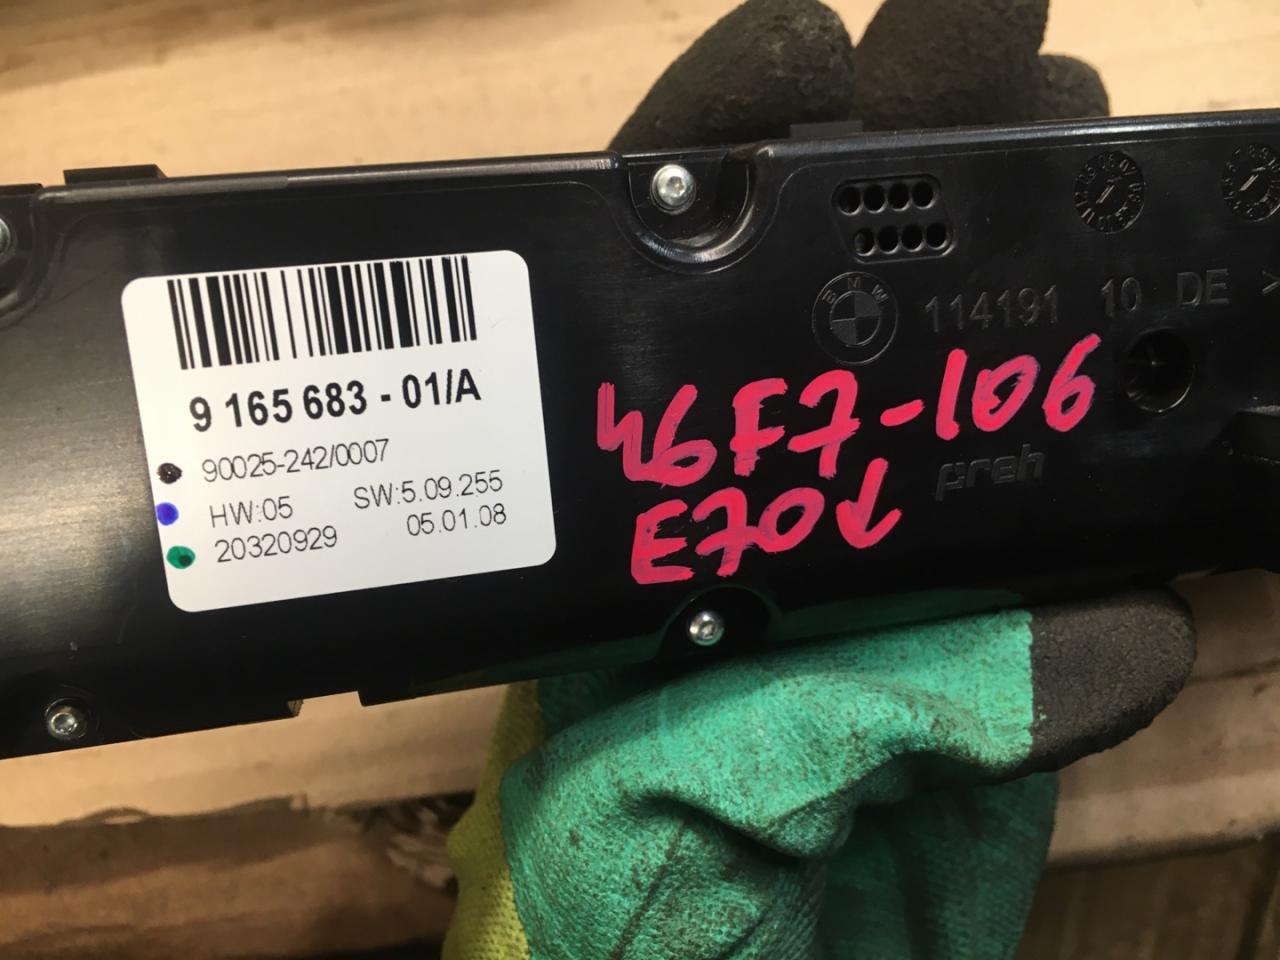 9 165 683 - 01/A
90025-242/0007
HW:05 SW:5.09.255
20320929 05.01.08
BMW
114191 10 DE
46F7-106
preh
E70